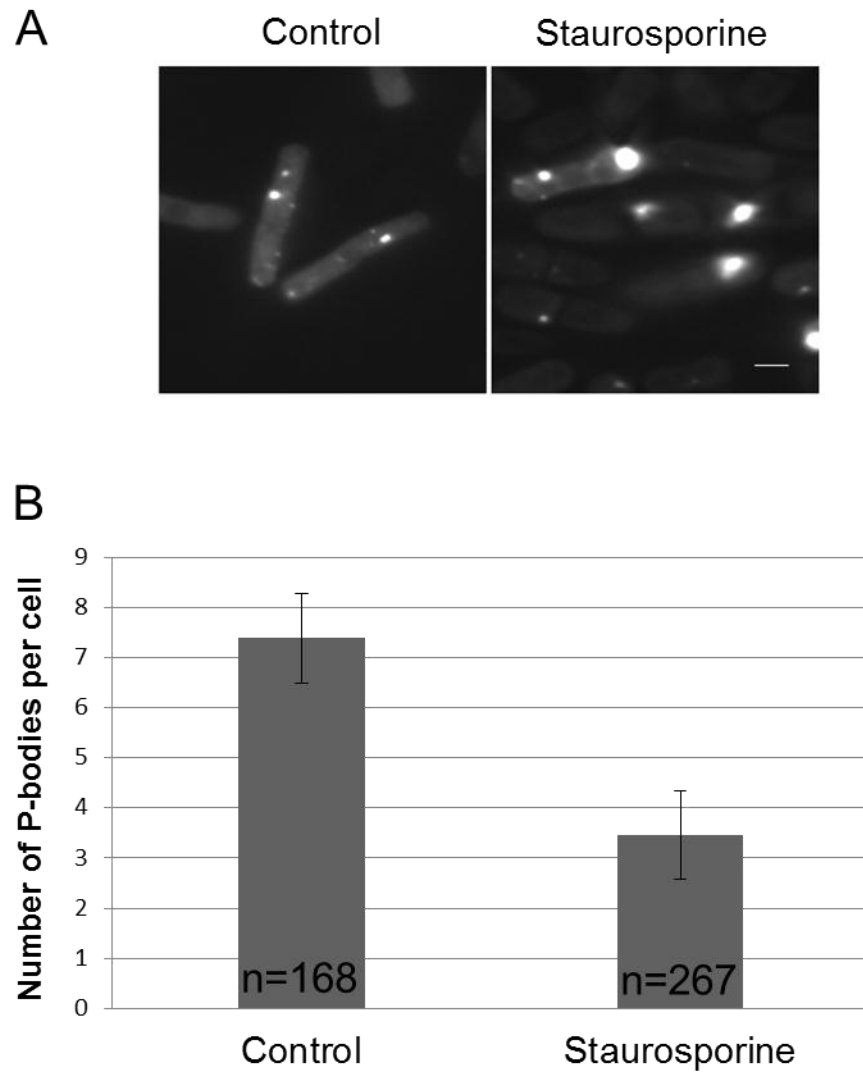 A
Control Staurosporine
B
Number of P-bodies per cell
9
8
7
6
5
4
3
2
1
0
n=168 n=267
Control Staurosporine